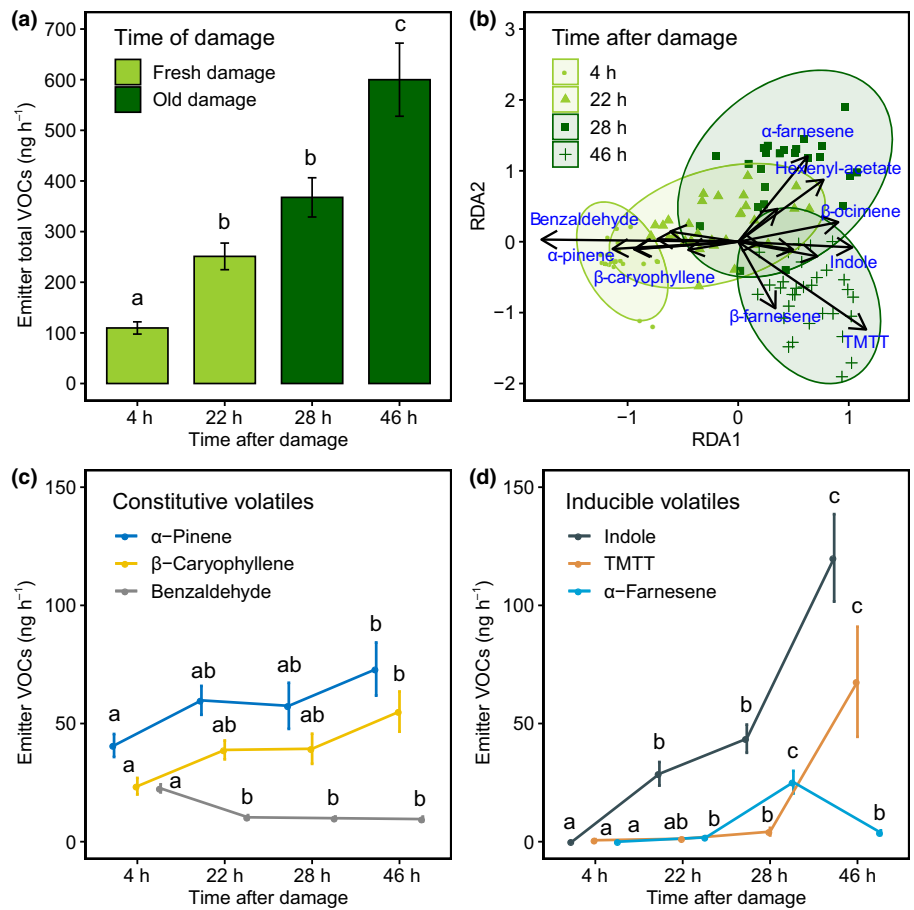 (a)
Time of damage
Fresh damage
Old damage
700
600
500
400
300
200
100
0
Emitter total VOCs (ng h⁻¹)
a
b
b
c
4 h
22 h
28 h
46 h
Time after damage
(b)
Time after damage
4 h
22 h
28 h
46 h
3
2
1
0
−1
−2
RDA2
α-farnesene
Hexenyl-acetate
β-ocimene
Benzaldehyde
α-pinene
β-caryophyllene
Indole
β-farnesene
TMTT
−1
0
1
RDA1
(c)
Constitutive volatiles
α−Pinene
β−Caryophyllene
Benzaldehyde
150
100
50
0
Emitter VOCs (ng h⁻¹)
a
ab
ab
b
a
ab
ab
b
a
b
b
b
4 h
22 h
28 h
46 h
Time after damage
(d)
Inducible volatiles
Indole
TMTT
α−Farnesene
150
100
50
0
Emitter VOCs (ng h⁻¹)
a
b
b
c
a
ab
b
c
a
b
c
b
4 h
22 h
28 h
46 h
Time after damage